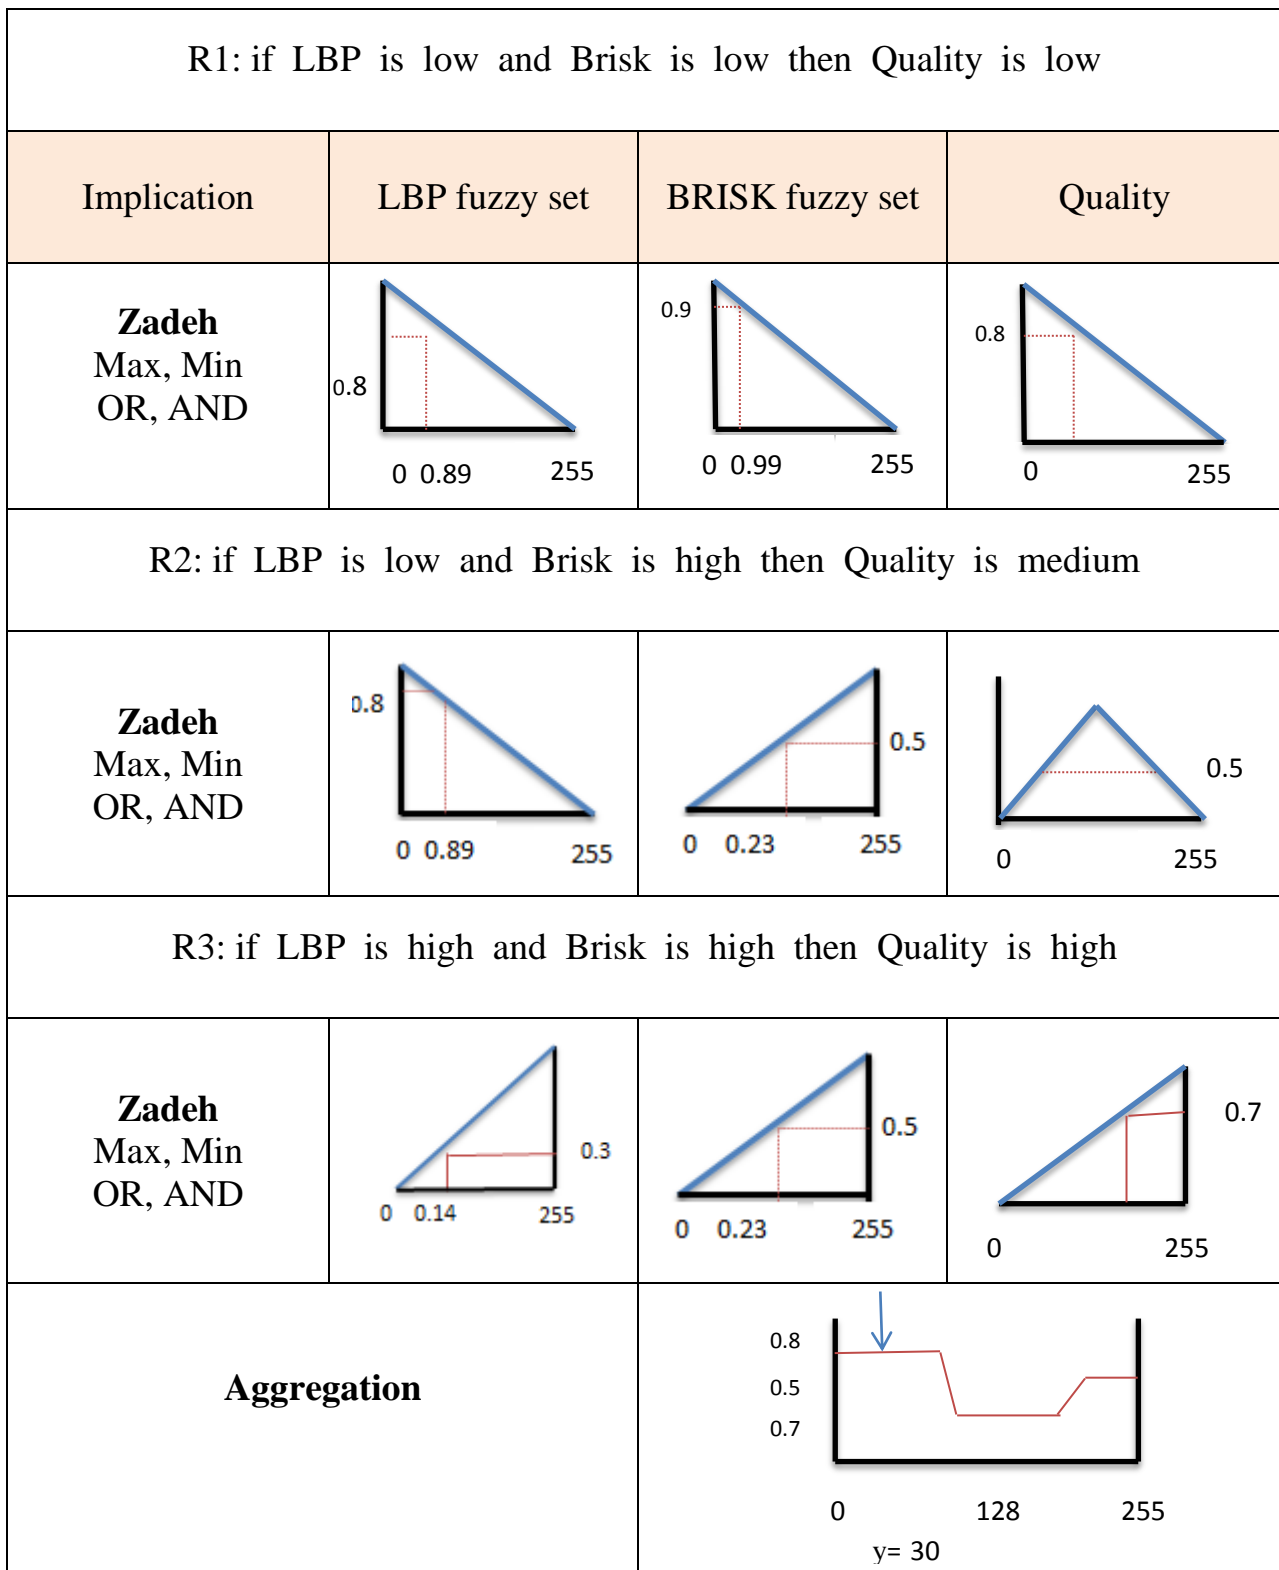 R1: if LBP is low and Brisk is low then Quality is low
Implication
LBP fuzzy set
BRISK fuzzy set
Quality
Zadeh
Max, Min
OR, AND
0.8
0 0.89 255
0.9
0 0.99 255
0.8
0 255
R2: if LBP is low and Brisk is high then Quality is medium
Zadeh
Max, Min
OR, AND
0.8
0 0.89 255
0.5
0 0.23 255
0.5
0 255
R3: if LBP is high and Brisk is high then Quality is high
Zadeh
Max, Min
OR, AND
0.3
0 0.14 255
0.5
0 0.23 255
0.7
0 255
Aggregation
0.8
0.5
0.7
0 128 255
y= 30